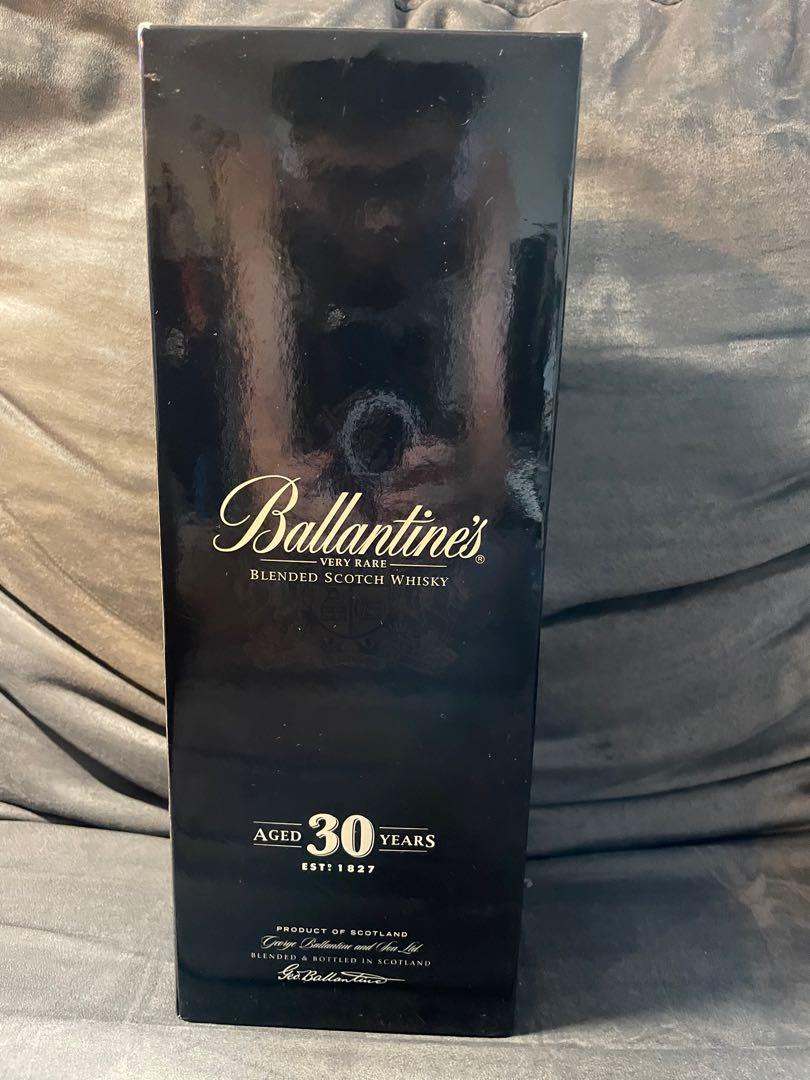 Ballantine's®
VERY RARE
BLENDED SCOTCH WHISKY
AGED 30 YEARS
ESTD 1827
PRODUCT OF SCOTLAND
George Ballantine and Son Ltd
BLENDED & BOTTLED IN SCOTLAND
Geo. Ballantine